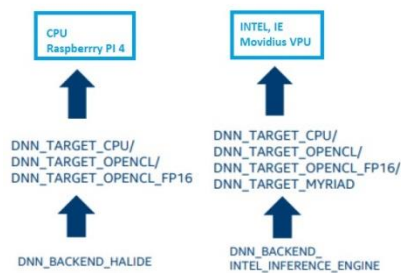 CPU
Raspberrry PI 4
INTEL, IE
Movidius VPU
DNN_TARGET_CPU/
DNN_TARGET_OPENCL/
DNN_TARGET_OPENCL_FP16
DNN_TARGET_CPU/
DNN_TARGET_OPENCL/
DNN_TARGET_OPENCL_FP16/
DNN_TARGET_MYRIAD
DNN_BACKEND_HALIDE
DNN_BACKEND_
INTEL_INFERENCE_ENGINE